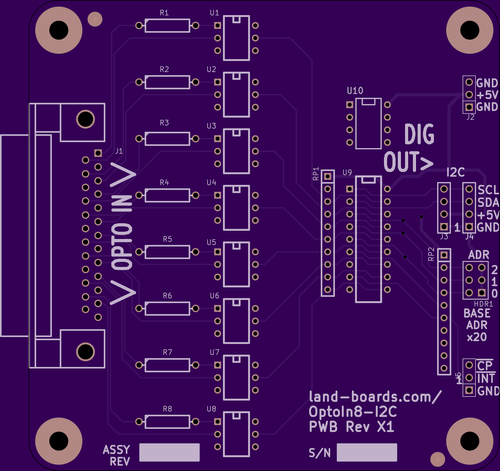 R1
U1
R2
U2
R3
U3
R4
U4
R5
U5
R6
U6
R7
U7
R8
U8
J1
< OPTO IN >
U10
DIG
OUT>
RP1
U9
GND
+5V
GND
J2
I2C
SCL
SDA
+5V
1 GND
J3 J4
RP2
ADR
2
1
0
HDR1
BASE
ADR
x20
CP
INT
1
GND
land-boards.com/
OptoIn8-I2C
PWB Rev X1
ASSY
REV
S/N